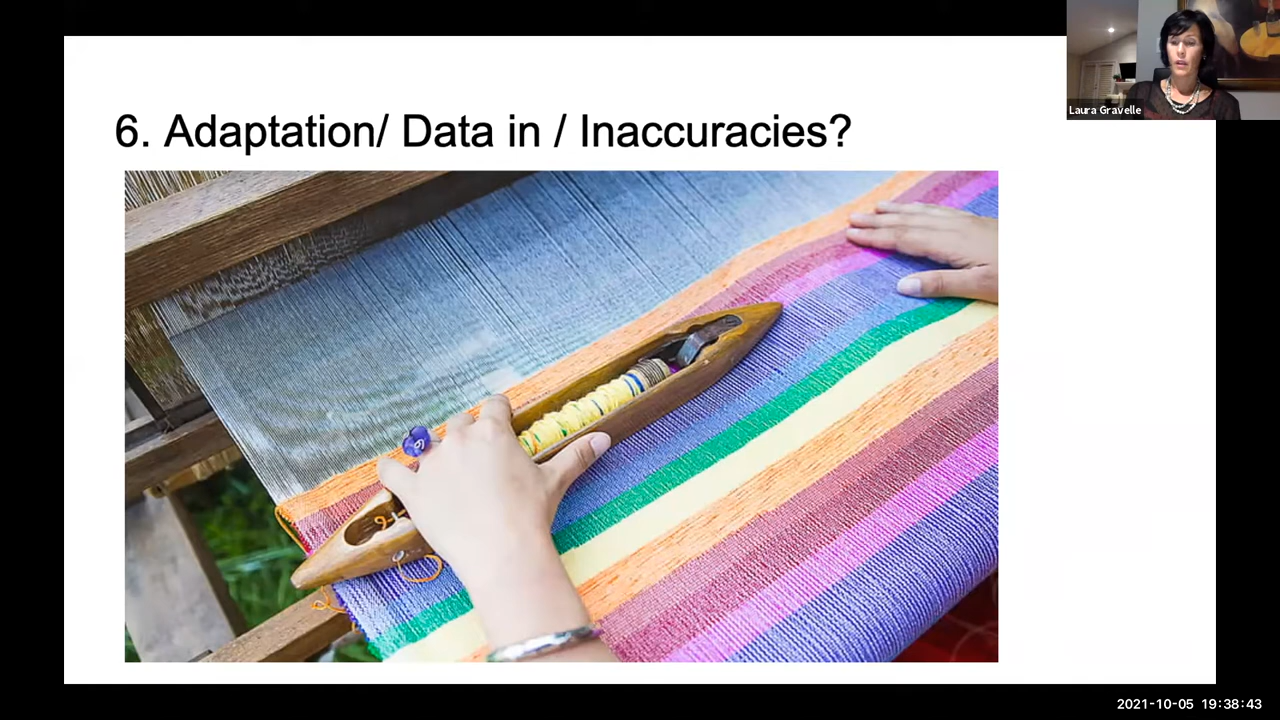 Laura Gravelle
6. Adaptation/ Data in / Inaccuracies?
2021-10-05 19:38:43